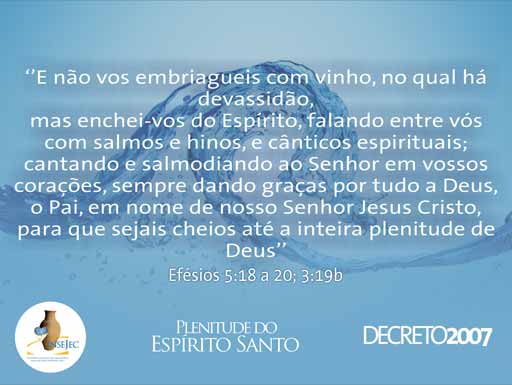 ‘‘E não vos embriagueis com vinho, no qual há
devassidão,
mas enchei-vos do Espírito, falando entre vós
com salmos e hinos, e cânticos espirituais;
cantando e salmodiando ao Senhor em vossos
corações, sempre dando graças por tudo a Deus,
o Pai, em nome de nosso Senhor Jesus Cristo,
para que sejais cheios até a inteira plenitude de
Deus’’
Efésios 5:18 a 20; 3:19b
PLENITUDE DO
ESPÍRITO SANTO
DECRETO2007